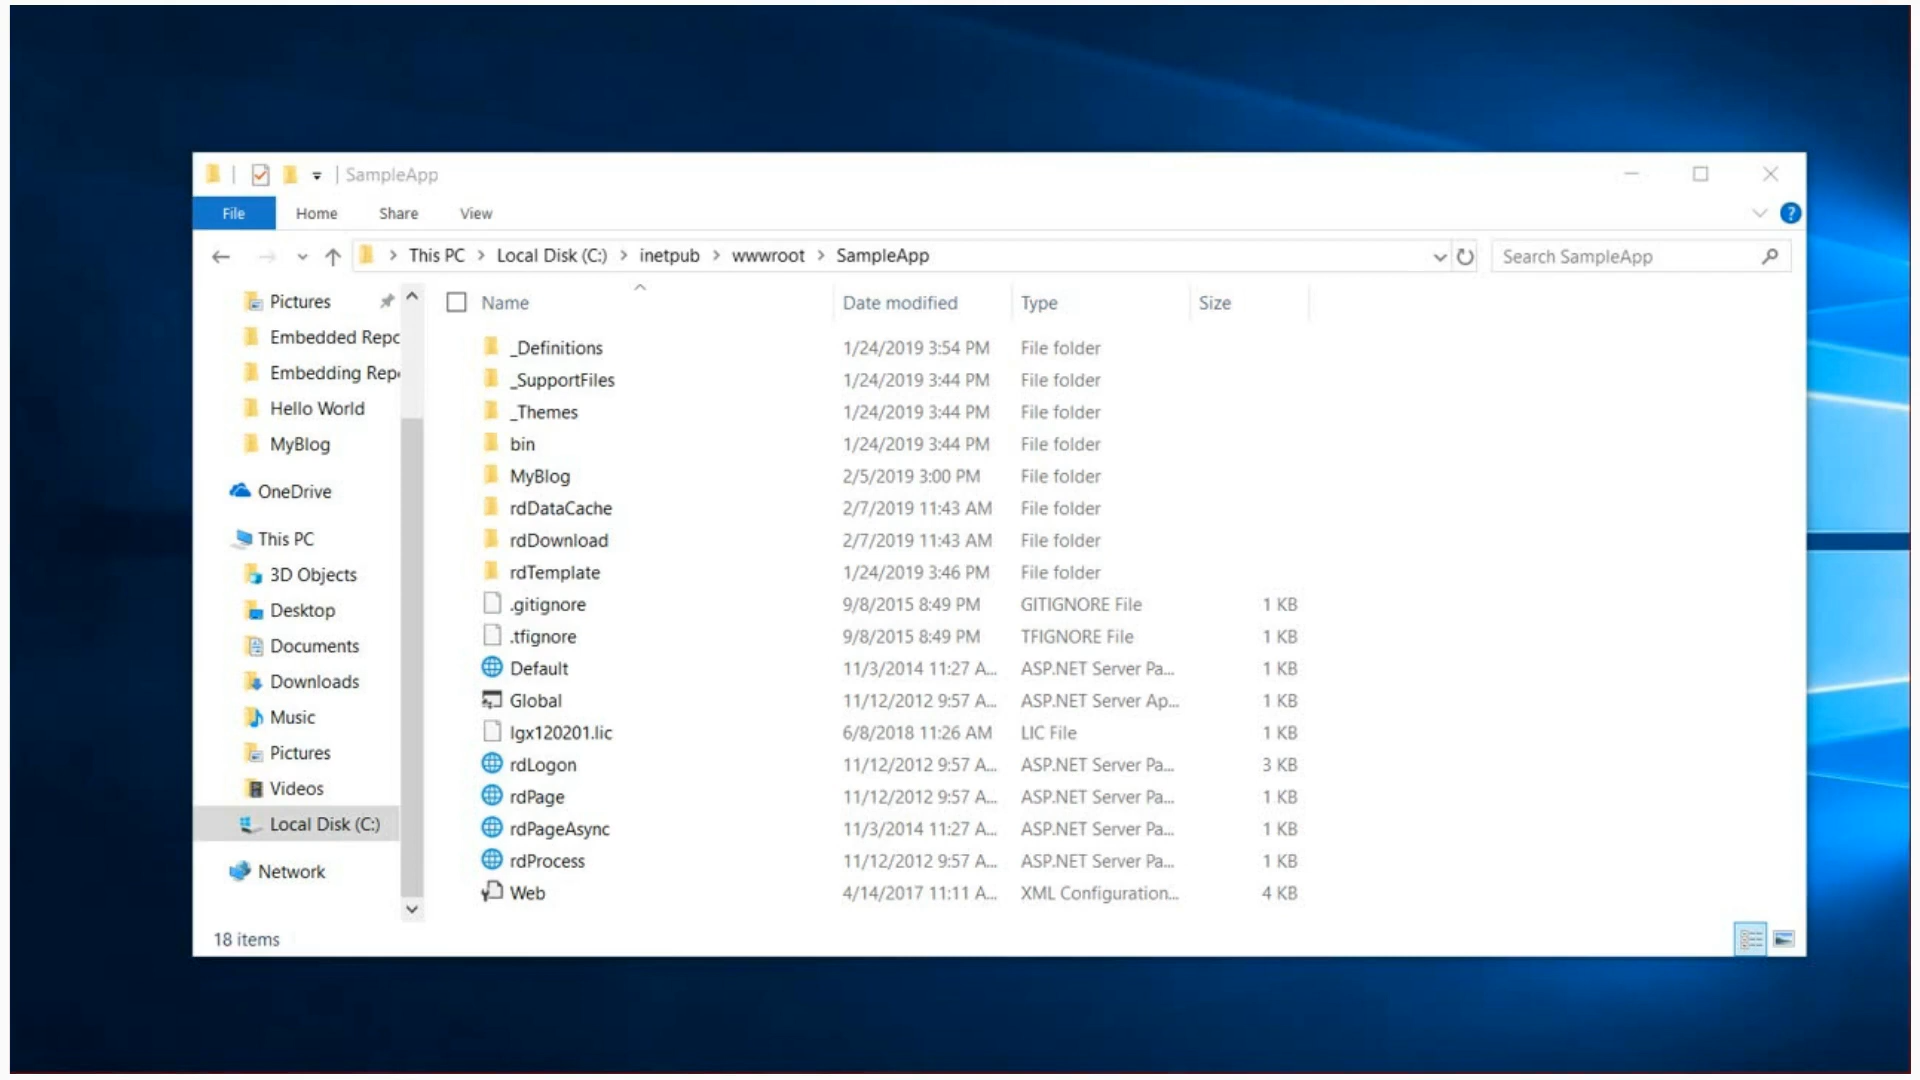 SampleApp
File Home Share View
This PC Local Disk (C:) inetpub wwwroot SampleApp Search SampleApp
Pictures
Embedded Repo
Embedding Rep
Hello World
MyBlog
OneDrive
This PC
3D Objects
Desktop
Documents
Downloads
Music
Pictures
Videos
Local Disk (C:)
Network
Name Date modified Type Size
_Definitions 1/24/2019 3:54 PM File folder
_SupportFiles 1/24/2019 3:44 PM File folder
_Themes 1/24/2019 3:44 PM File folder
bin 1/24/2019 3:44 PM File folder
MyBlog 2/5/2019 3:00 PM File folder
rdDataCache 2/7/2019 11:43 AM File folder
rdDownload 2/7/2019 11:43 AM File folder
rdTemplate 1/24/2019 3:46 PM File folder
.gitignore 9/8/2015 8:49 PM GITIGNORE File 1 KB
.tfignore 9/8/2015 8:49 PM TFIGNORE File 1 KB
Default 11/3/2014 11:27 A... ASP.NET Server Pa... 1 KB
Global 11/12/2012 9:57 A... ASP.NET Server Ap... 1 KB
lgx120201.lic 6/8/2018 11:26 AM LIC File 1 KB
rdLogon 11/12/2012 9:57 A... ASP.NET Server Pa... 3 KB
rdPage 11/12/2012 9:57 A... ASP.NET Server Pa... 1 KB
rdPageAsync 11/3/2014 11:27 A... ASP.NET Server Pa... 1 KB
rdProcess 11/12/2012 9:57 A... ASP.NET Server Pa... 1 KB
Web 4/14/2017 11:11 A... XML Configuration... 4 KB
18 items